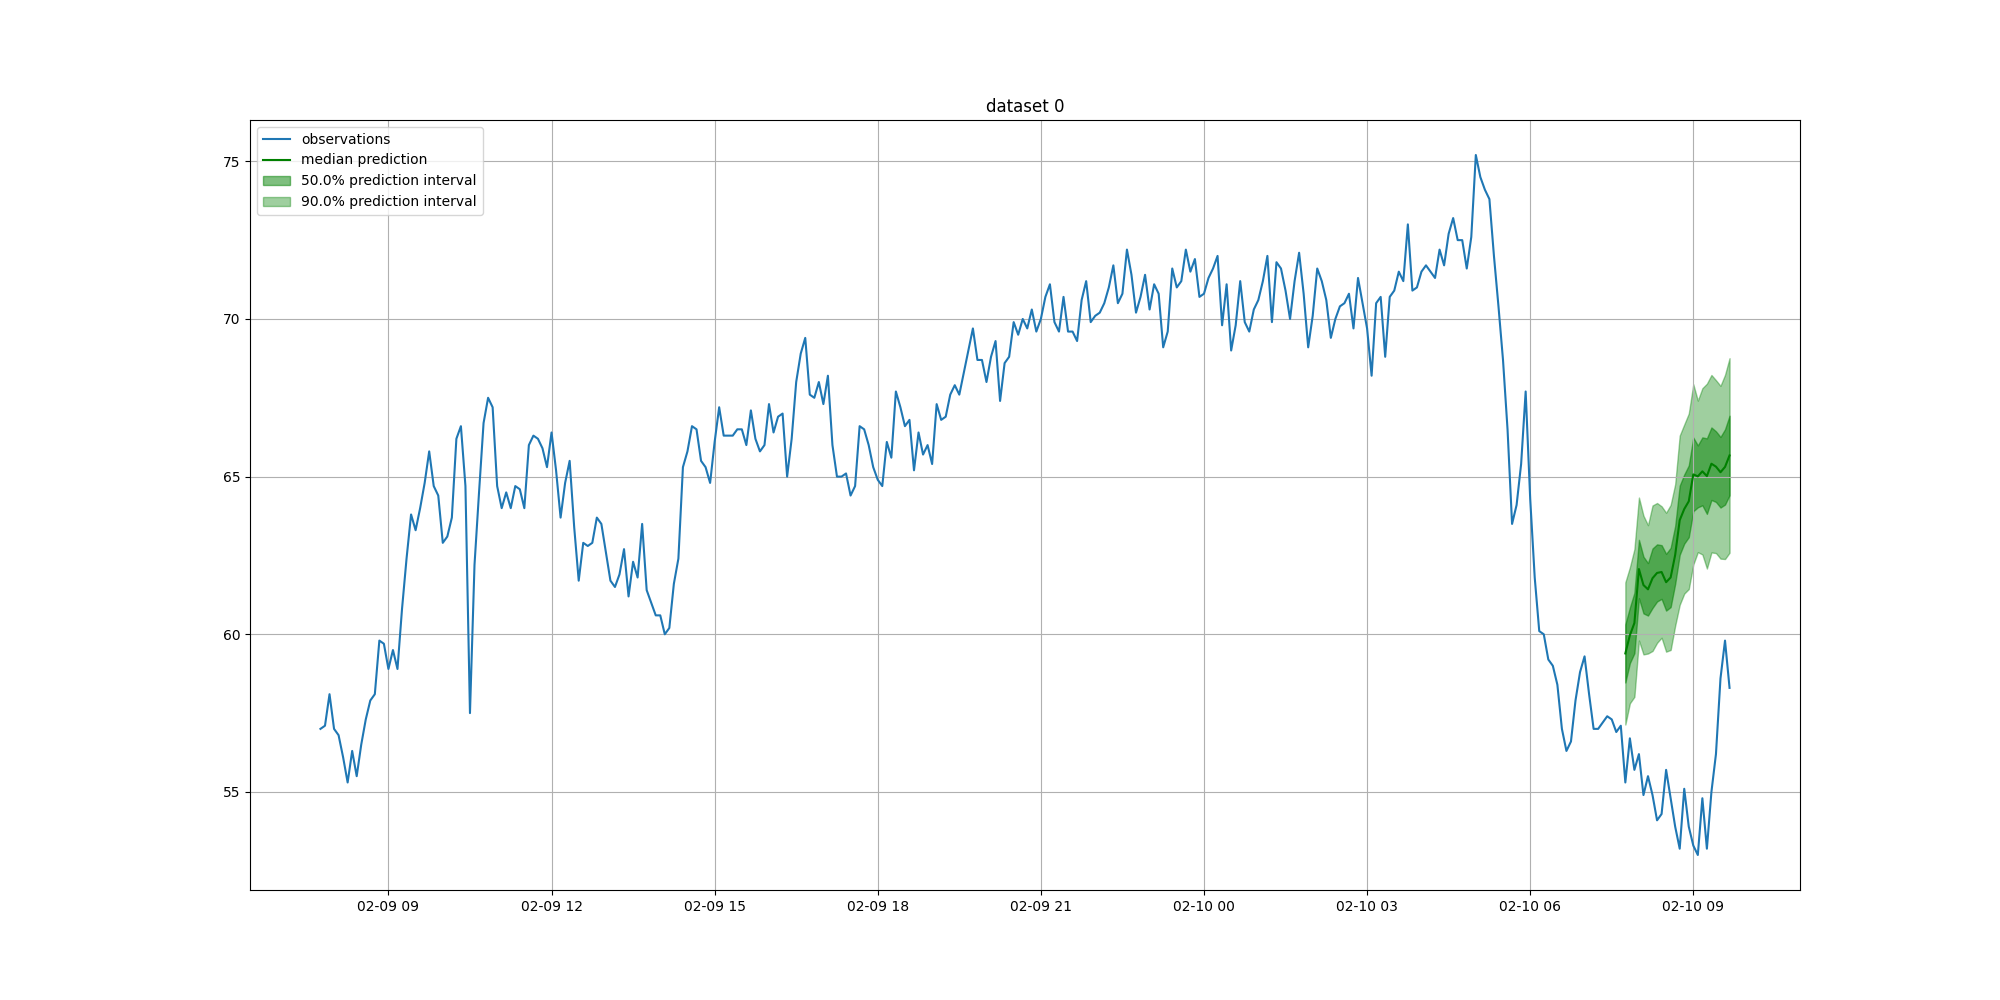 dataset 0
observations
median prediction
50.0% prediction interval
90.0% prediction interval
75
70
65
60
55
02-09 09
02-09 12
02-09 15
02-09 18
02-09 21
02-10 00
02-10 03
02-10 06
02-10 09